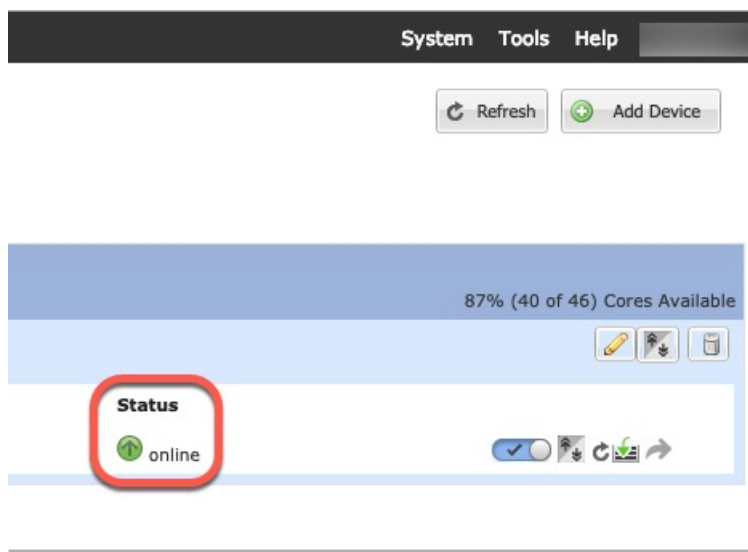 System Tools Help
Refresh Add Device
87% (40 of 46) Cores Available
Status
online